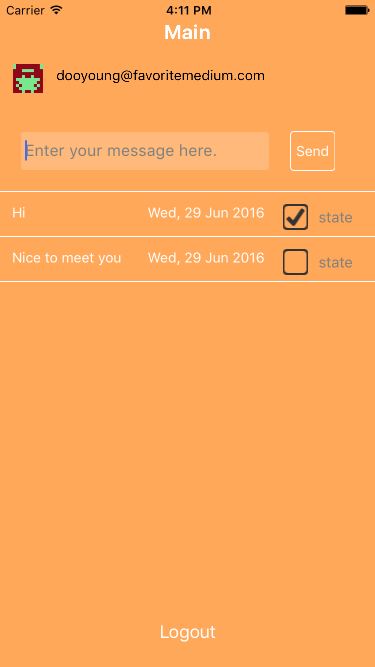 Carrier 4:11 PM
Main
dooyoung@favoritemedium.com
Enter your message here. Send
Hi Wed, 29 Jun 2016 state
Nice to meet you Wed, 29 Jun 2016 state
Logout